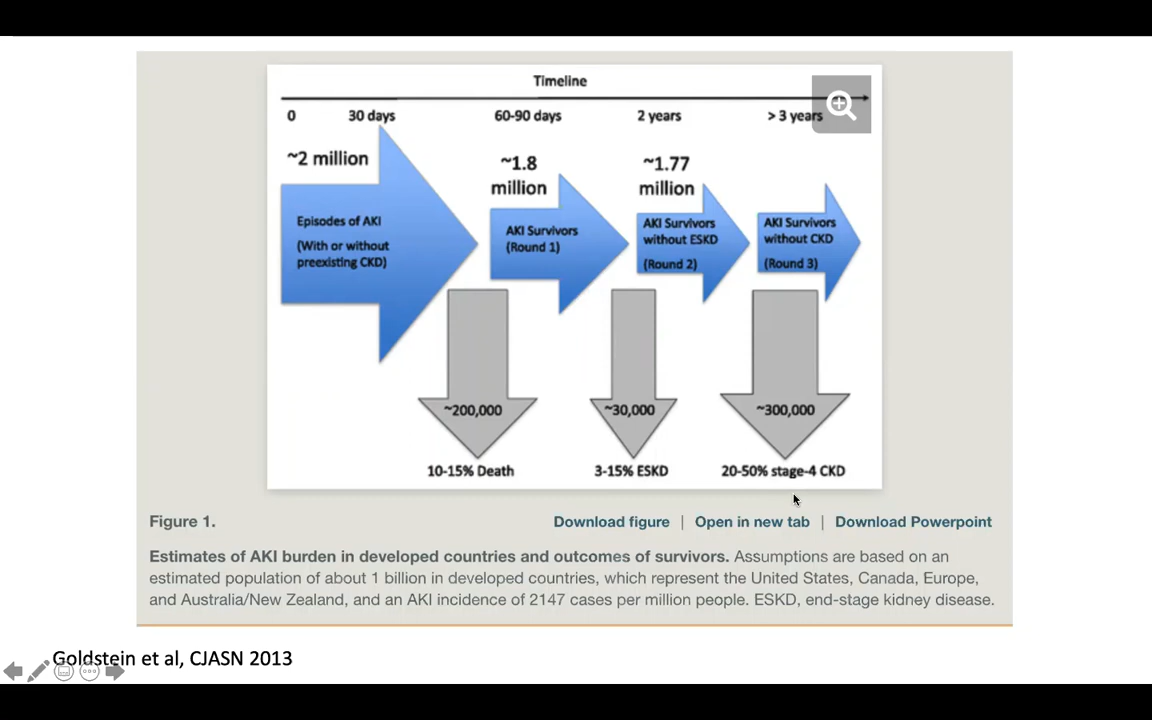 Timeline
0 30 days 60-90 days 2 years > 3 years
~2 million
~1.8
million
~1.77
million
Episodes of AKI
(With or without
preexisting CKD)
AKI Survivors
(Round 1)
AKI Survivors
without ESKD
(Round 2)
AKI Survivors
without CKD
(Round 3)
~200,000
~30,000
~300,000
10-15% Death
3-15% ESKD
20-50% stage-4 CKD
Figure 1.
Download figure | Open in new tab | Download Powerpoint
Estimates of AKI burden in developed countries and outcomes of survivors. Assumptions are based on an
estimated population of about 1 billion in developed countries, which represent the United States, Canada, Europe,
and Australia/New Zealand, and an AKI incidence of 2147 cases per million people. ESKD, end-stage kidney disease.
Goldstein et al, CJASN 2013